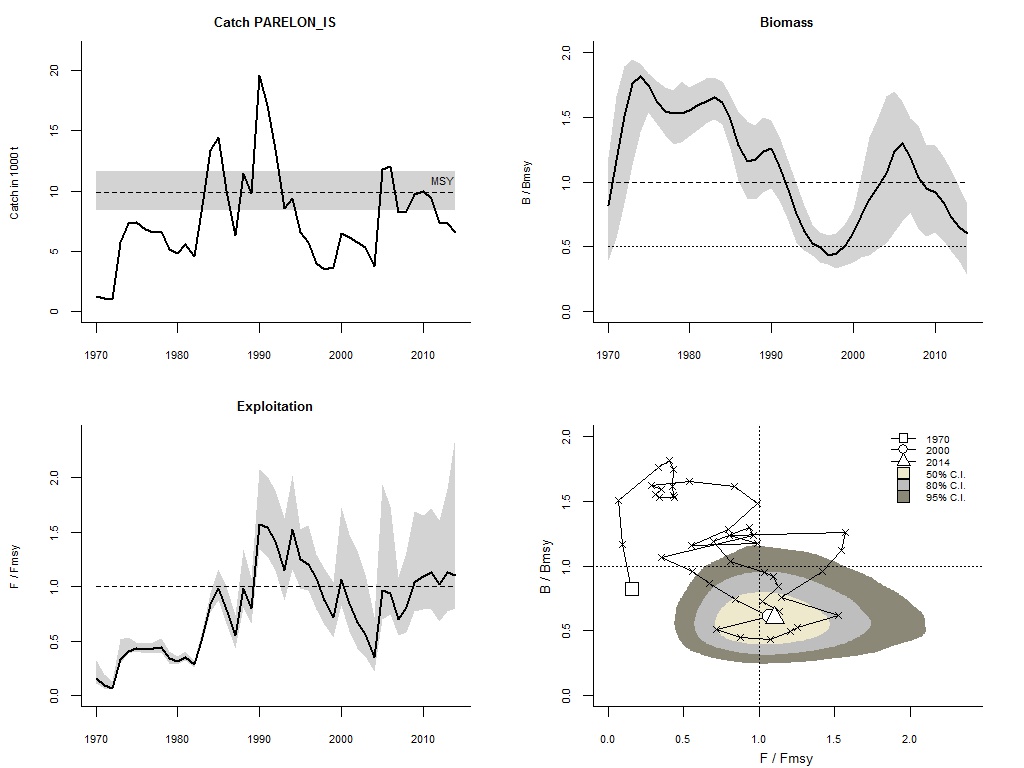 Catch PARELON_IS
Catch in 1000 t
20
15
10
5
0
MSY
1970 1980 1990 2000 2010
Biomass
B / Bmsy
2.0
1.5
1.0
0.5
0.0
1970 1980 1990 2000 2010
Exploitation
F / Fmsy
2.0
1.5
1.0
0.5
0.0
1970 1980 1990 2000 2010
B / Bmsy
2.0
1.5
1.0
0.5
0.0
1970
2000
2014
50% C.I.
80% C.I.
95% C.I.
0.0 0.5 1.0 1.5 2.0
F / Fmsy